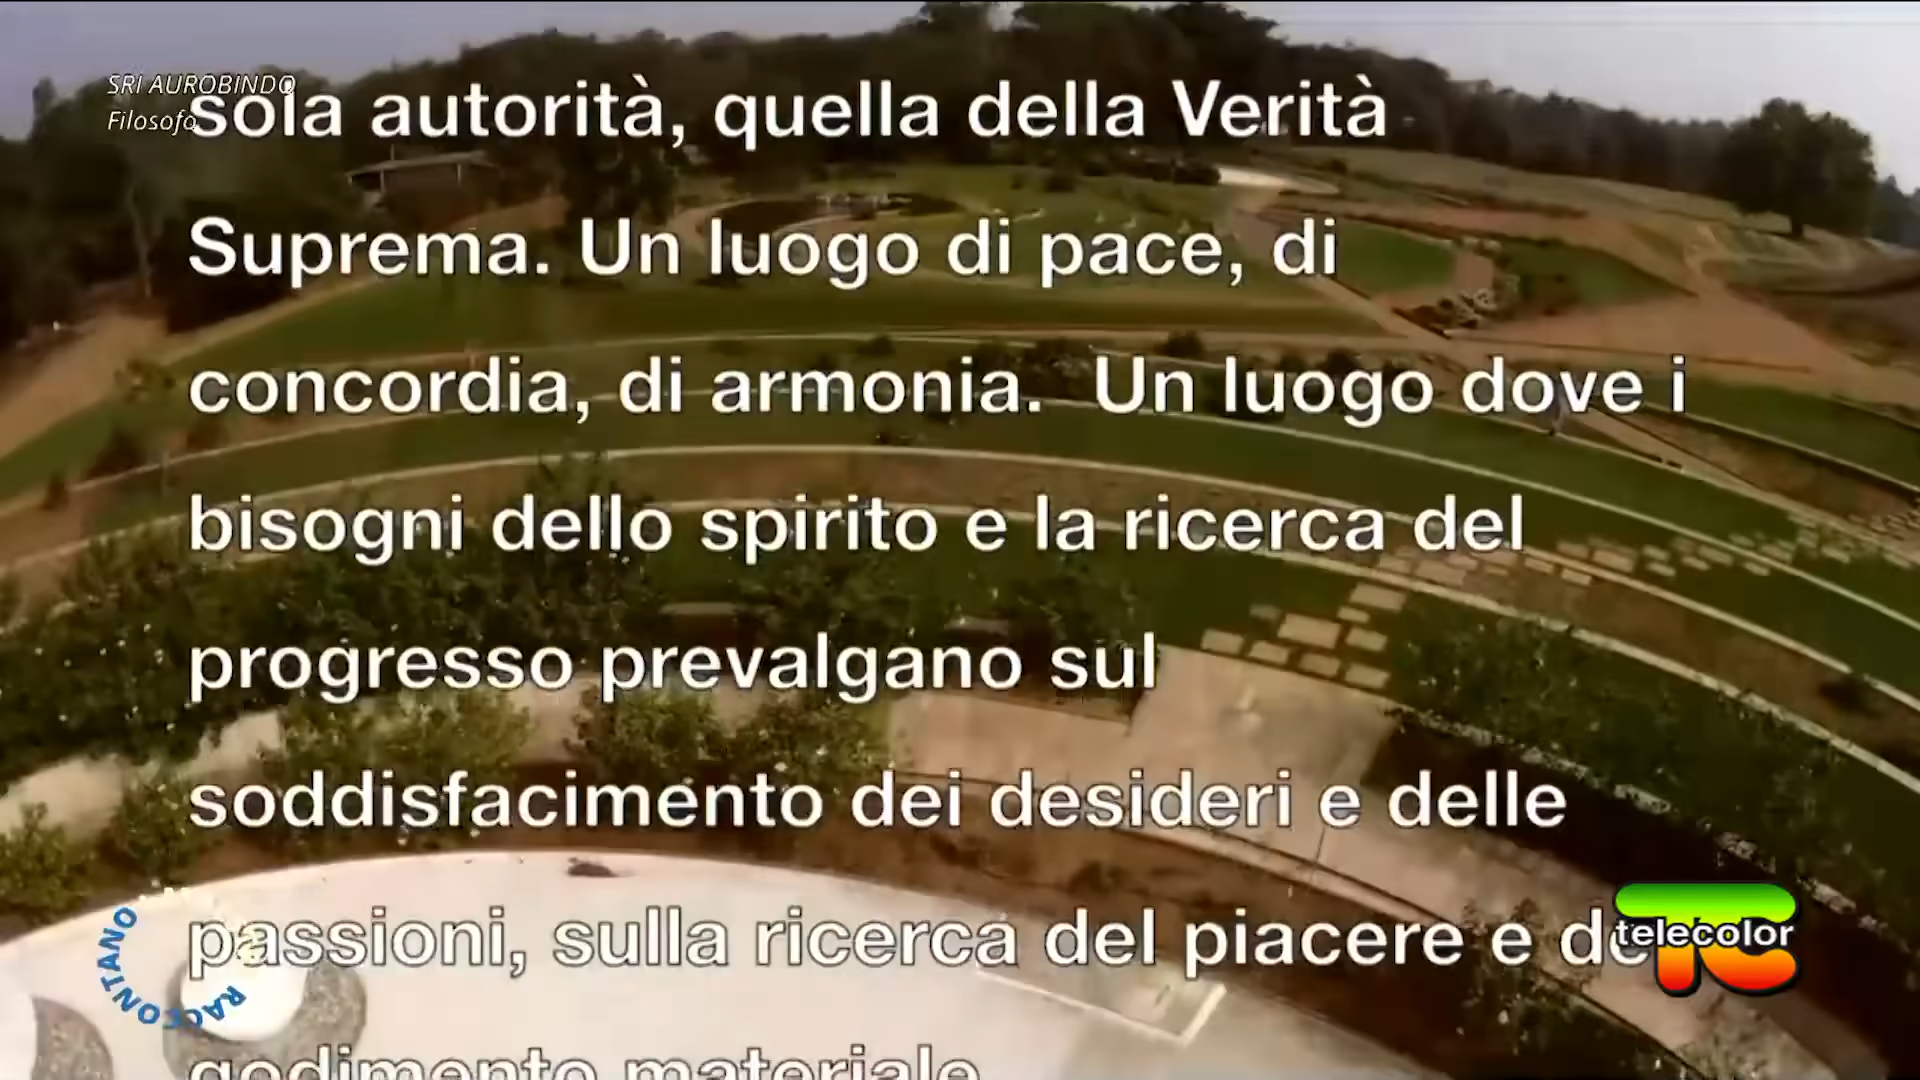 SRI AUROBINDO
Filosofo
sola autorità, quella della Verità
Suprema. Un luogo di pace, di
concordia, di armonia.  Un luogo dove i
bisogni dello spirito e la ricerca del
progresso prevalgano sul
soddisfacimento dei desideri e delle
passioni, sulla ricerca del piacere e
godimento materiale
RACCONTANO
telecolor